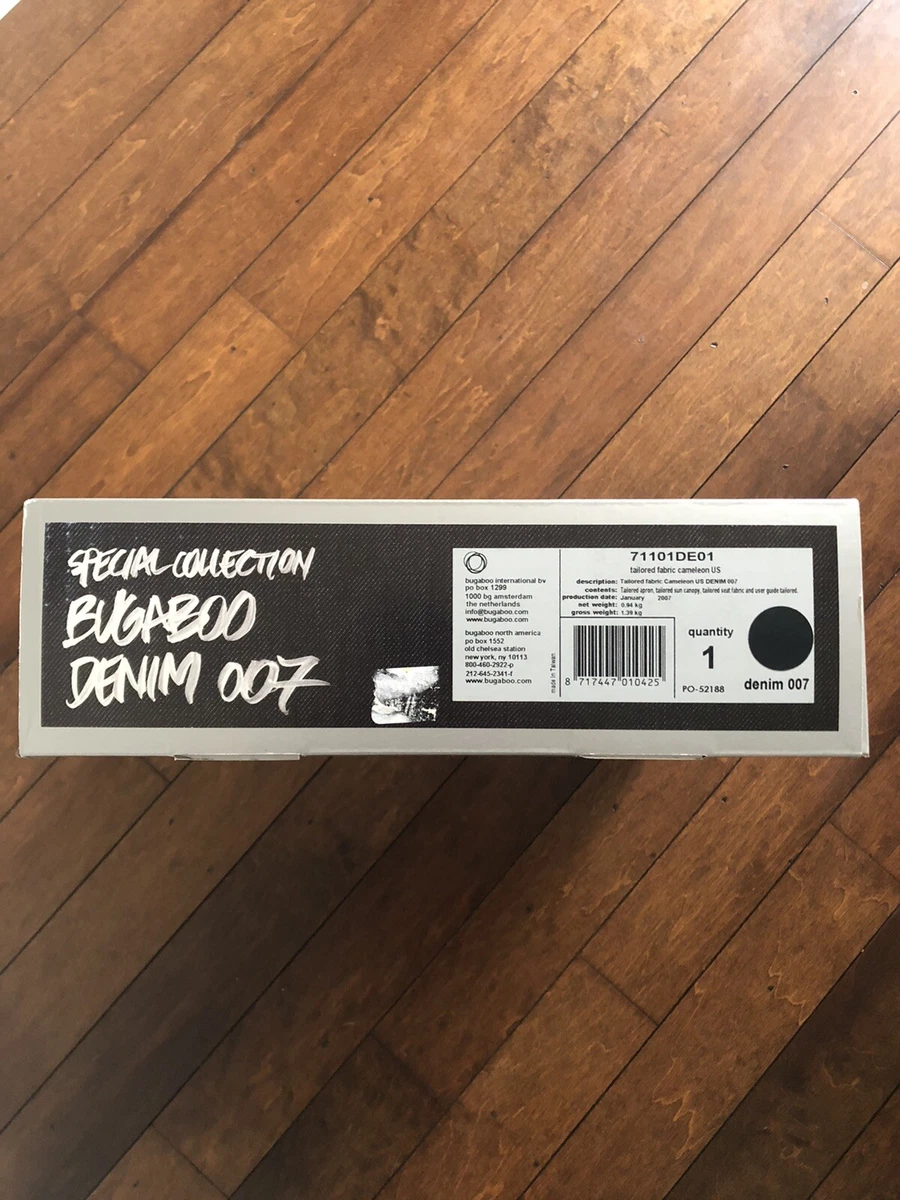 SPECIAL COLLECTION
BUGABOO
DENIM 007
bugaboo international bv
po box 1299
1000 bg amsterdam
the netherlands
info@bugaboo.com
www.bugaboo.com
bugaboo north america
po box 1552
old chelsea station
new york, ny 10113
800-460-2922-p
212-645-2341-f
www.bugaboo.com
made in Taiwan
71101DE01
tailored fabric cameleon US
description: Tailored fabric Cameleon US DENIM 007
contents: Tailored apron, tailored sun canopy, tailored seat fabric and user guide tailored.
production date: January 2007
net weight: 0.94 kg
gross weight: 1.39 kg
8 717447 010425
quantity
1
PO-52188
denim 007